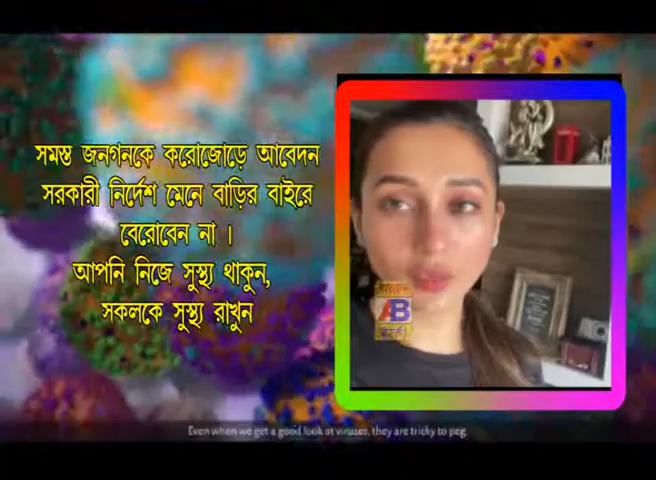 সমস্ত জনগনকে করোজোড়ে আবেদন
সরকারী নির্দেশ মেনে বাড়ির বাইরে
বেরোবেন না ।
আপনি নিজে সুস্থ্য থাকুন,
সকলকে সুস্থ্য রাখুন
AB
Even when we get a good look at viruses, they are tricky to peg